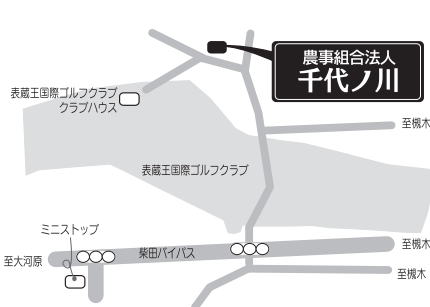 農事組合法人
千代ノ川
表蔵王国際ゴルフクラブ
クラブハウス
至槻木
表蔵王国際ゴルフクラブ
ミニストップ
柴田バイパス
至槻木
至大河原
至槻木